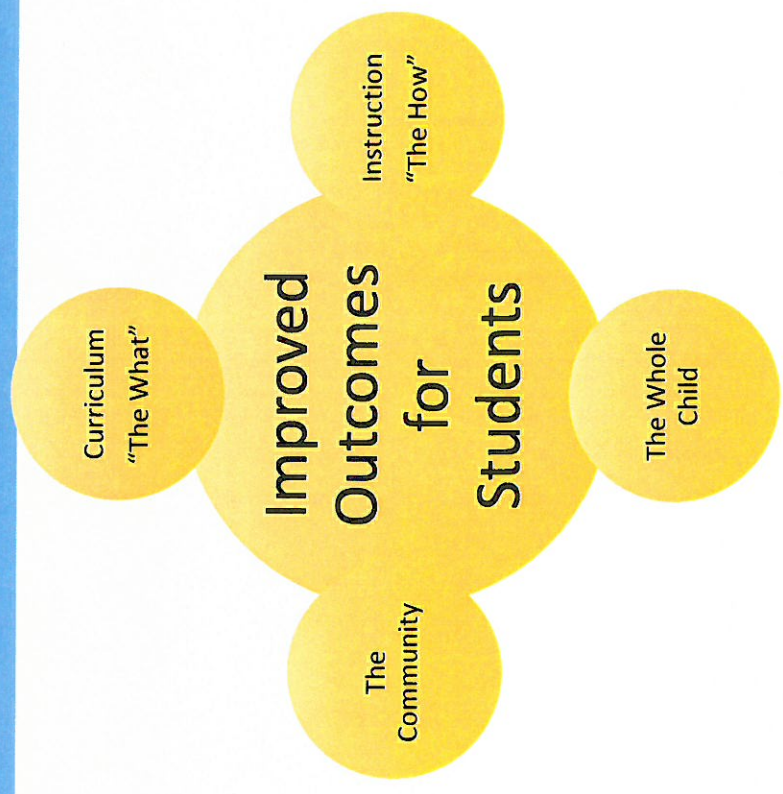 The
Community
The Whole
Child
Improved
Outcomes
for
Students
Curriculum
“The What”
Instruction
“The How”